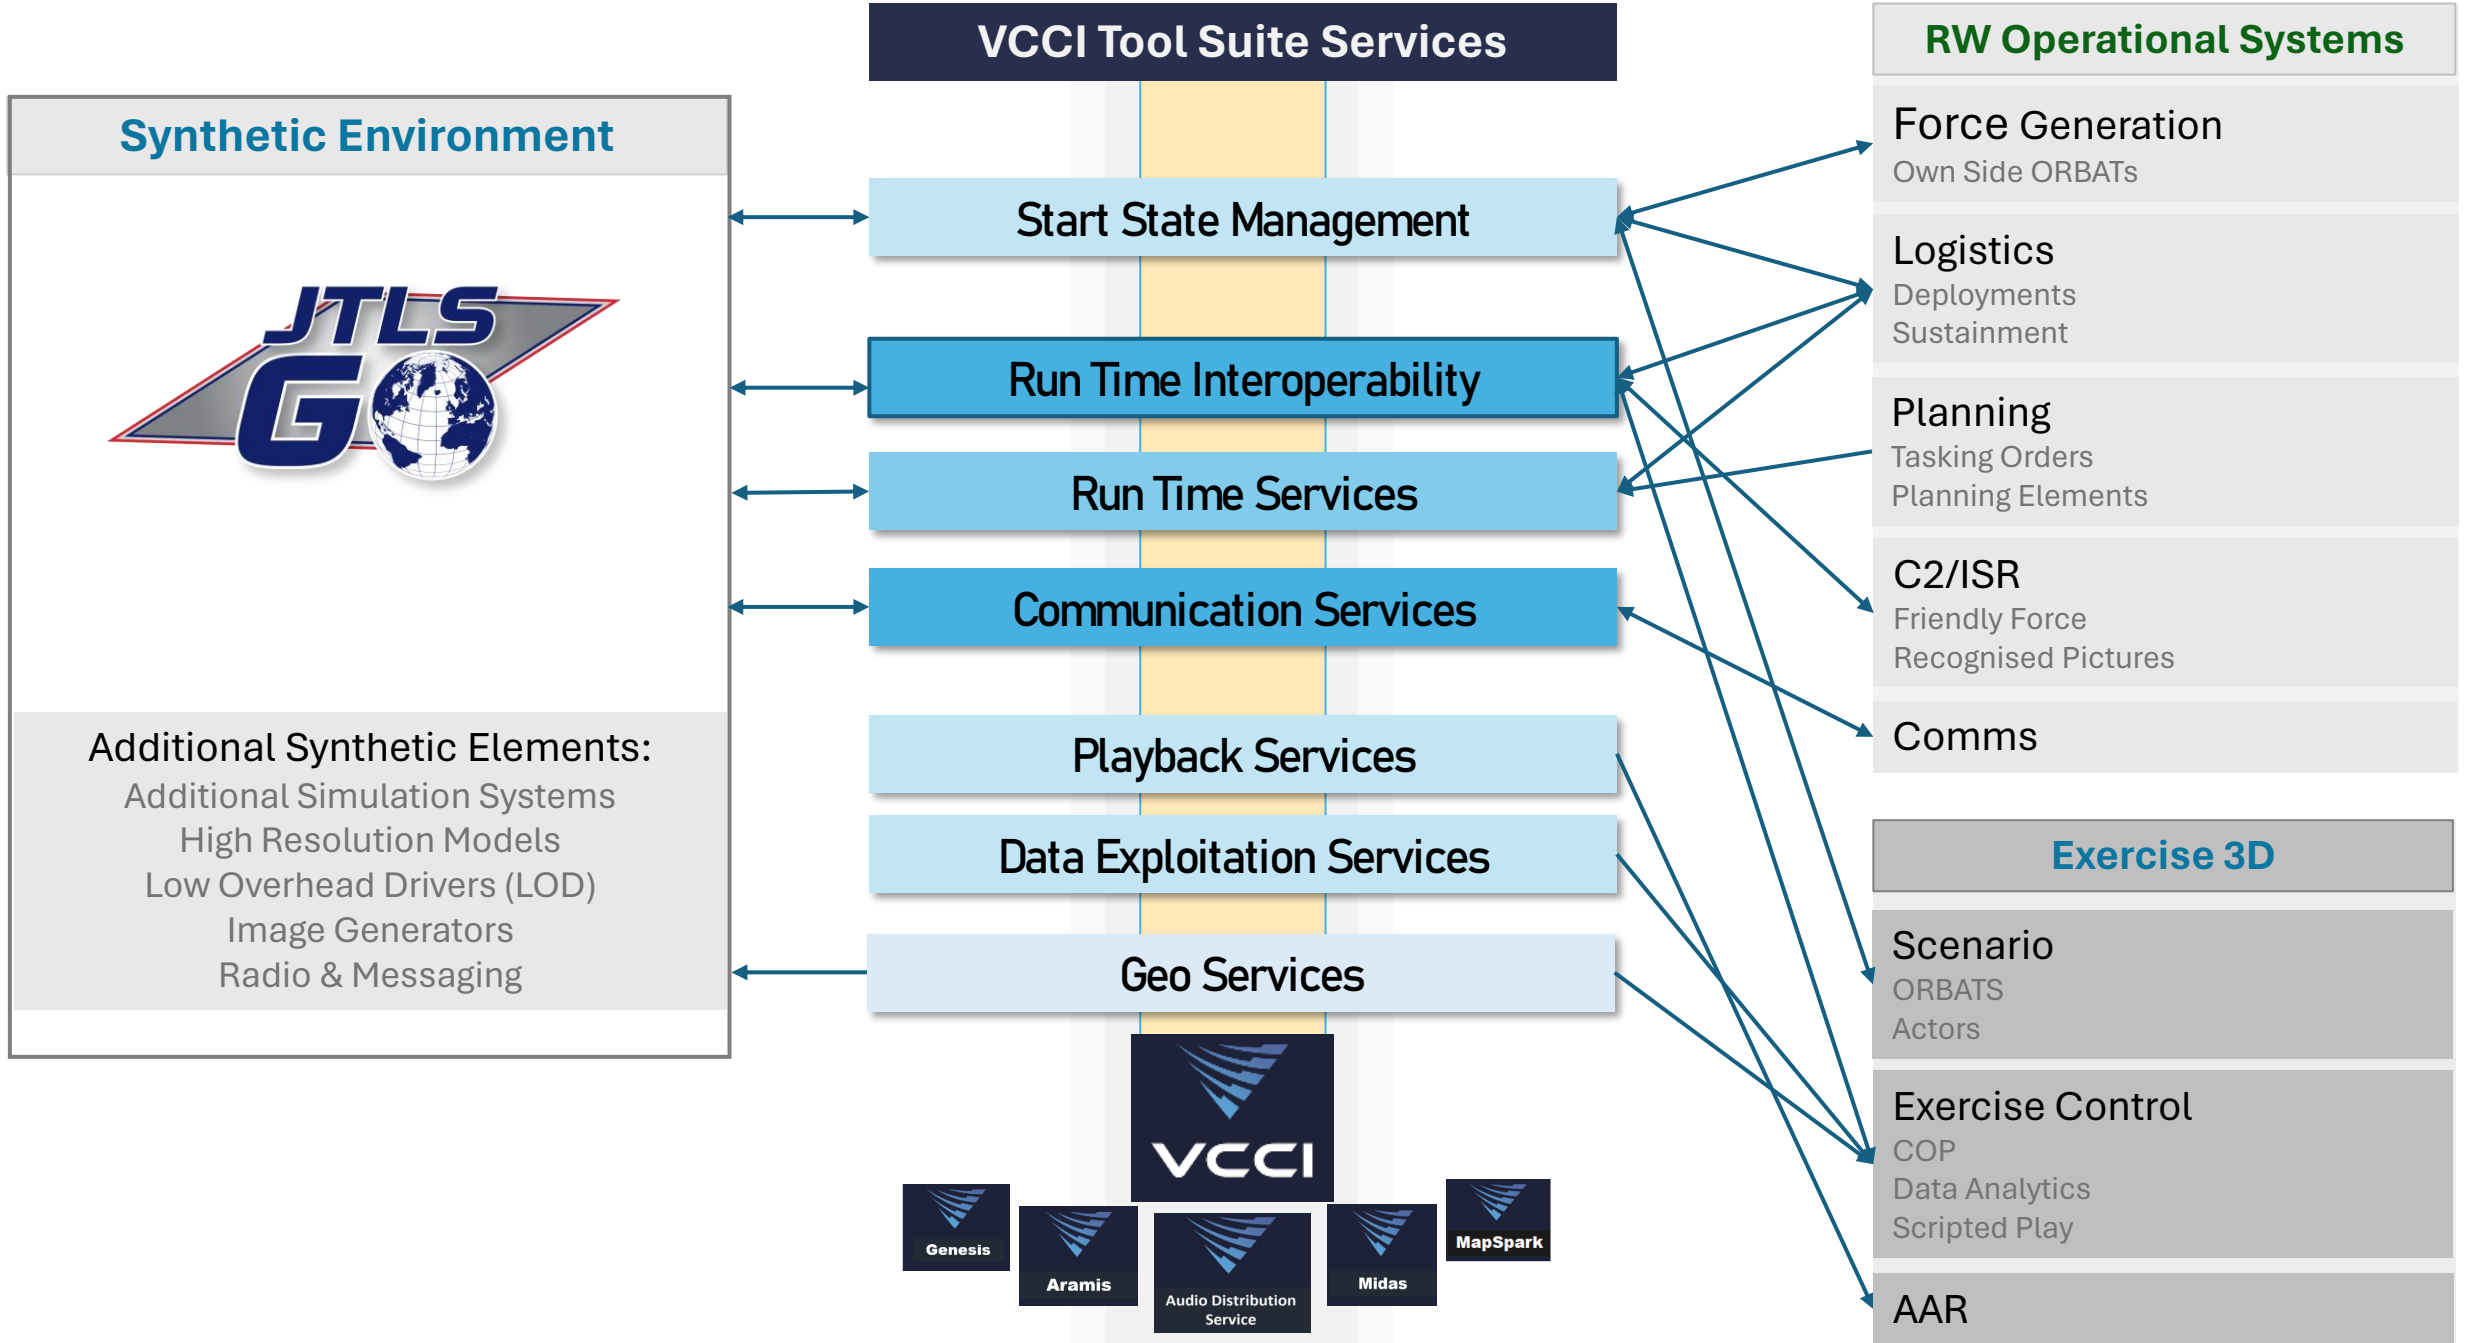 VCCI Tool Suite Services
RW Operational Systems
Synthetic Environment
JTLS
GO
Additional Synthetic Elements:
Additional Simulation Systems
High Resolution Models
Low Overhead Drivers (LOD)
Image Generators
Radio & Messaging
Start State Management
Run Time Interoperability
Run Time Services
Communication Services
Playback Services
Data Exploitation Services
Geo Services
VCCI
Genesis
Aramis
Audio Distribution
Service
Midas
MapSpark
Force Generation
Own Side ORBATs
Logistics
Deployments
Sustainment
Planning
Tasking Orders
Planning Elements
C2/ISR
Friendly Force
Recognised Pictures
Comms
Exercise 3D
Scenario
ORBATS
Actors
Exercise Control
COP
Data Analytics
Scripted Play
AAR